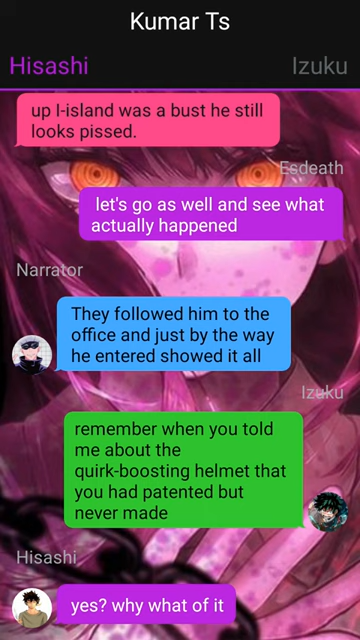 Kumar Ts
Hisashi
Izuku
up I-island was a bust he still
looks pissed.
Esdeath
let's go as well and see what
actually happened
Narrator
They followed him to the
office and just by the way
he entered showed it all
Izuku
remember when you told
me about the
quirk-boosting helmet that
you had patented but
never made
Hisashi
yes? why what of it